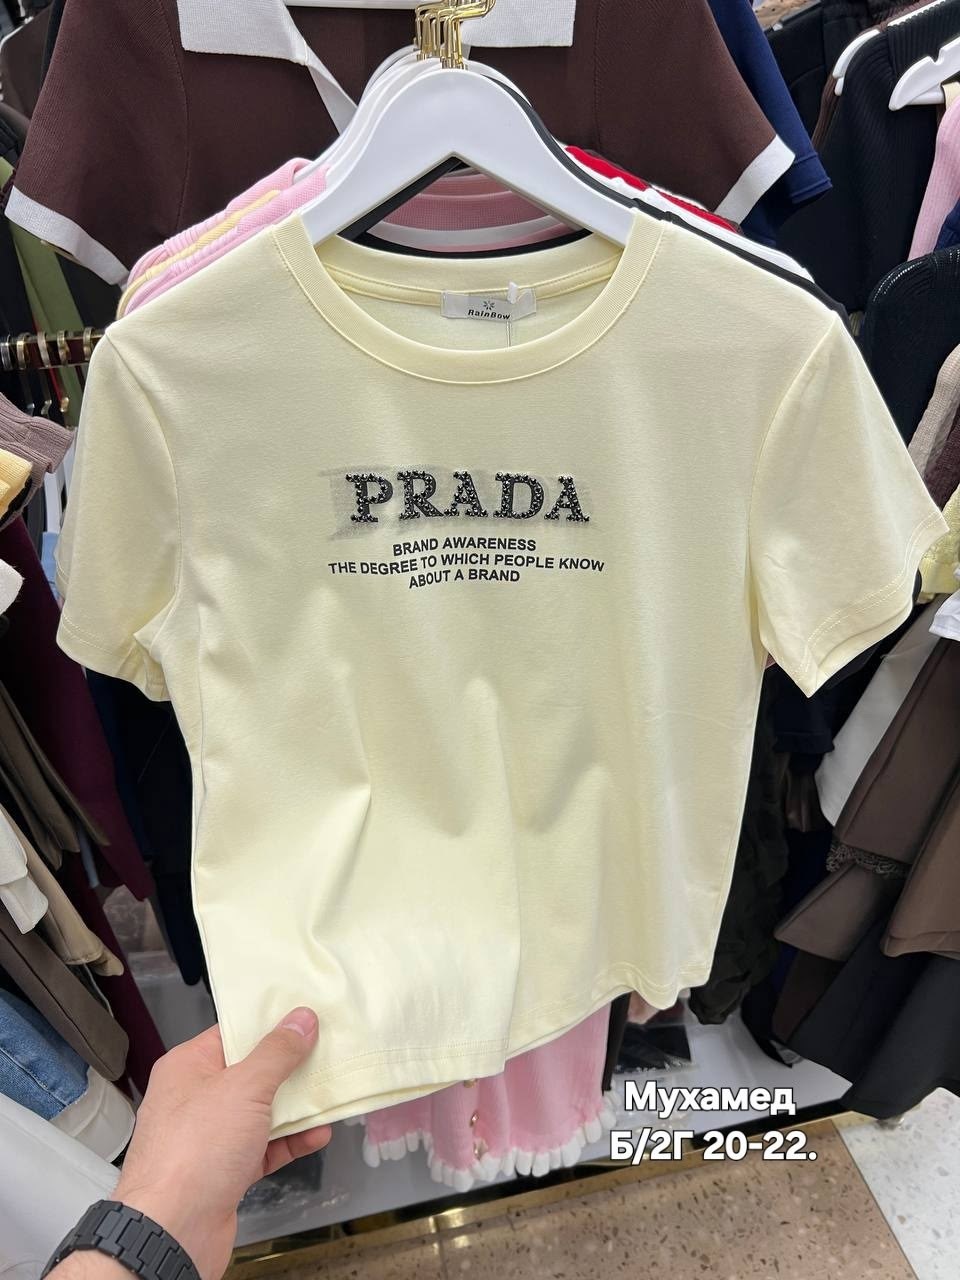 RainBow
PRADA
BRAND AWARENESS
THE DEGREE TO WHICH PEOPLE KNOW
ABOUT A BRAND
Мухамед
Б/2Г 20-22.